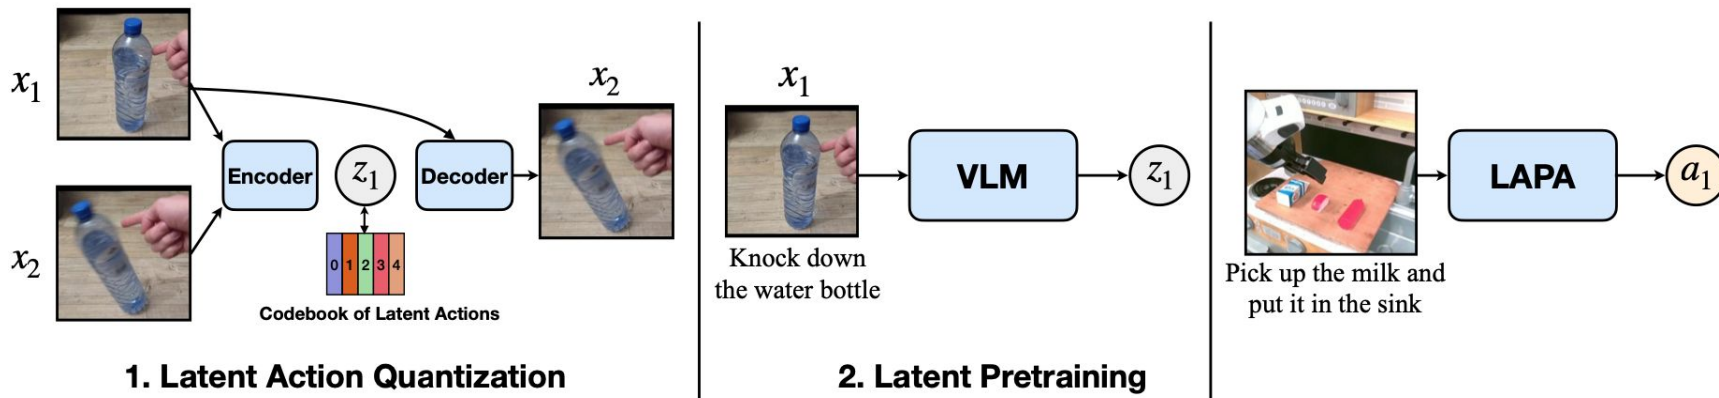 x₁
x₂
Encoder
z₁
Decoder
x₂
0 1 2 3 4
Codebook of Latent Actions
1. Latent Action Quantization
x₁
Knock down
the water bottle
VLM
z₁
2. Latent Pretraining
Pick up the milk and
put it in the sink
LAPA
a₁